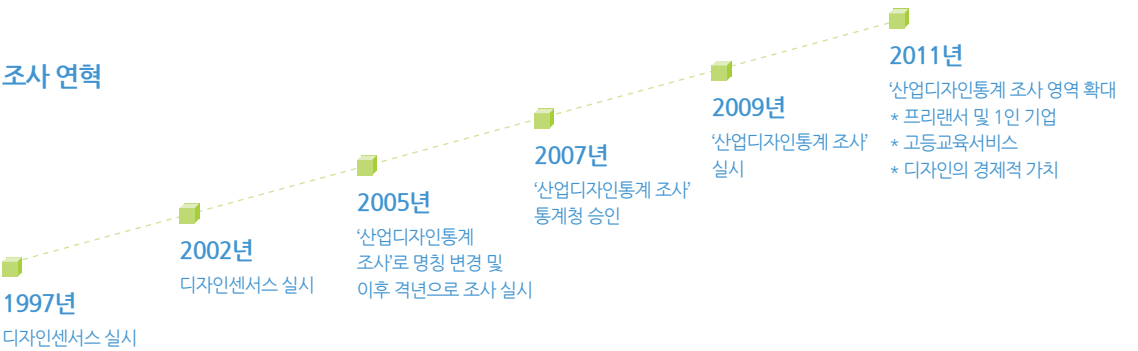 조사 연혁
1997년
디자인센서스 실시
2002년
디자인센서스 실시
2005년
‘산업디자인통계
조사’로 명칭 변경 및
이후 격년으로 조사 실시
2007년
‘산업디자인통계 조사’
통계청 승인
2009년
‘산업디자인통계 조사’
실시
2011년
‘산업디자인통계 조사 영역 확대
* 프리랜서 및 1인 기업
* 고등교육서비스
* 디자인의 경제적 가치